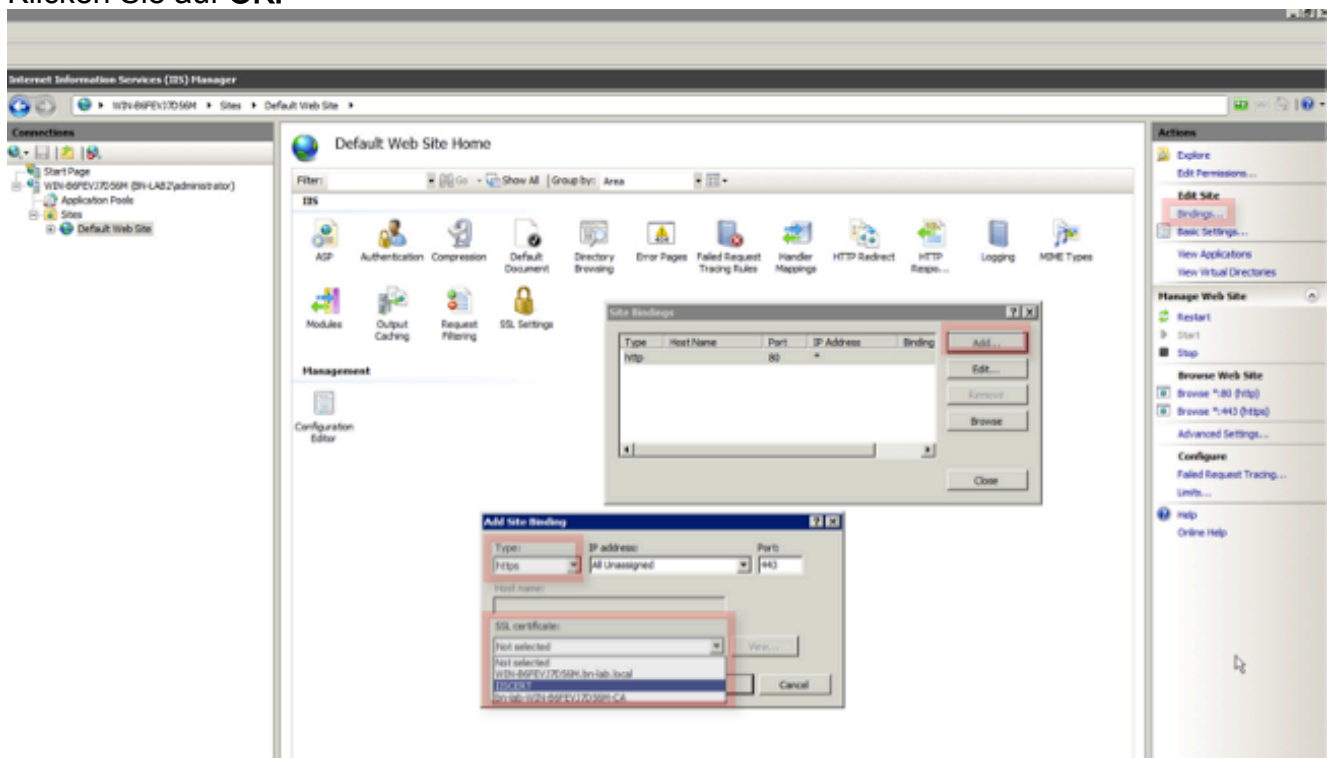 Klicken Sie auf OK.
Internet Information Services (IIS) Manager
Sites Default Web Site
Connections
Start Page
Application Pools
Sites
Default Web Site
Default Web Site Home
Filter: Go Show All Group by: Area
IIS
ASP Authentication Compression Default Document Directory Browsing Error Pages Failed Request Tracing Rules Handler Mappings HTTP Redirect HTTP Respo... Logging MIME Types
Modules Output Caching Request Filtering SSL Settings
Management
Configuration Editor
Site Bindings
Type Host Name Port IP Address Binding
http 80 *
Add...
Edit...
Remove
Browse
Close
Add Site Binding
Type: IP address: Port:
https All Unassigned 443
Host name:
SSL certificate:
Not selected View...
Not selected
Cancel
Actions
Explore
Edit Permissions...
Edit Site
Bindings...
Basic Settings...
View Applications
View Virtual Directories
Manage Web Site
Restart
Start
Stop
Browse Web Site
Browse *:80 (http)
Browse *:443 (https)
Advanced Settings...
Configure
Failed Request Tracing...
Limits...
Help
Online Help